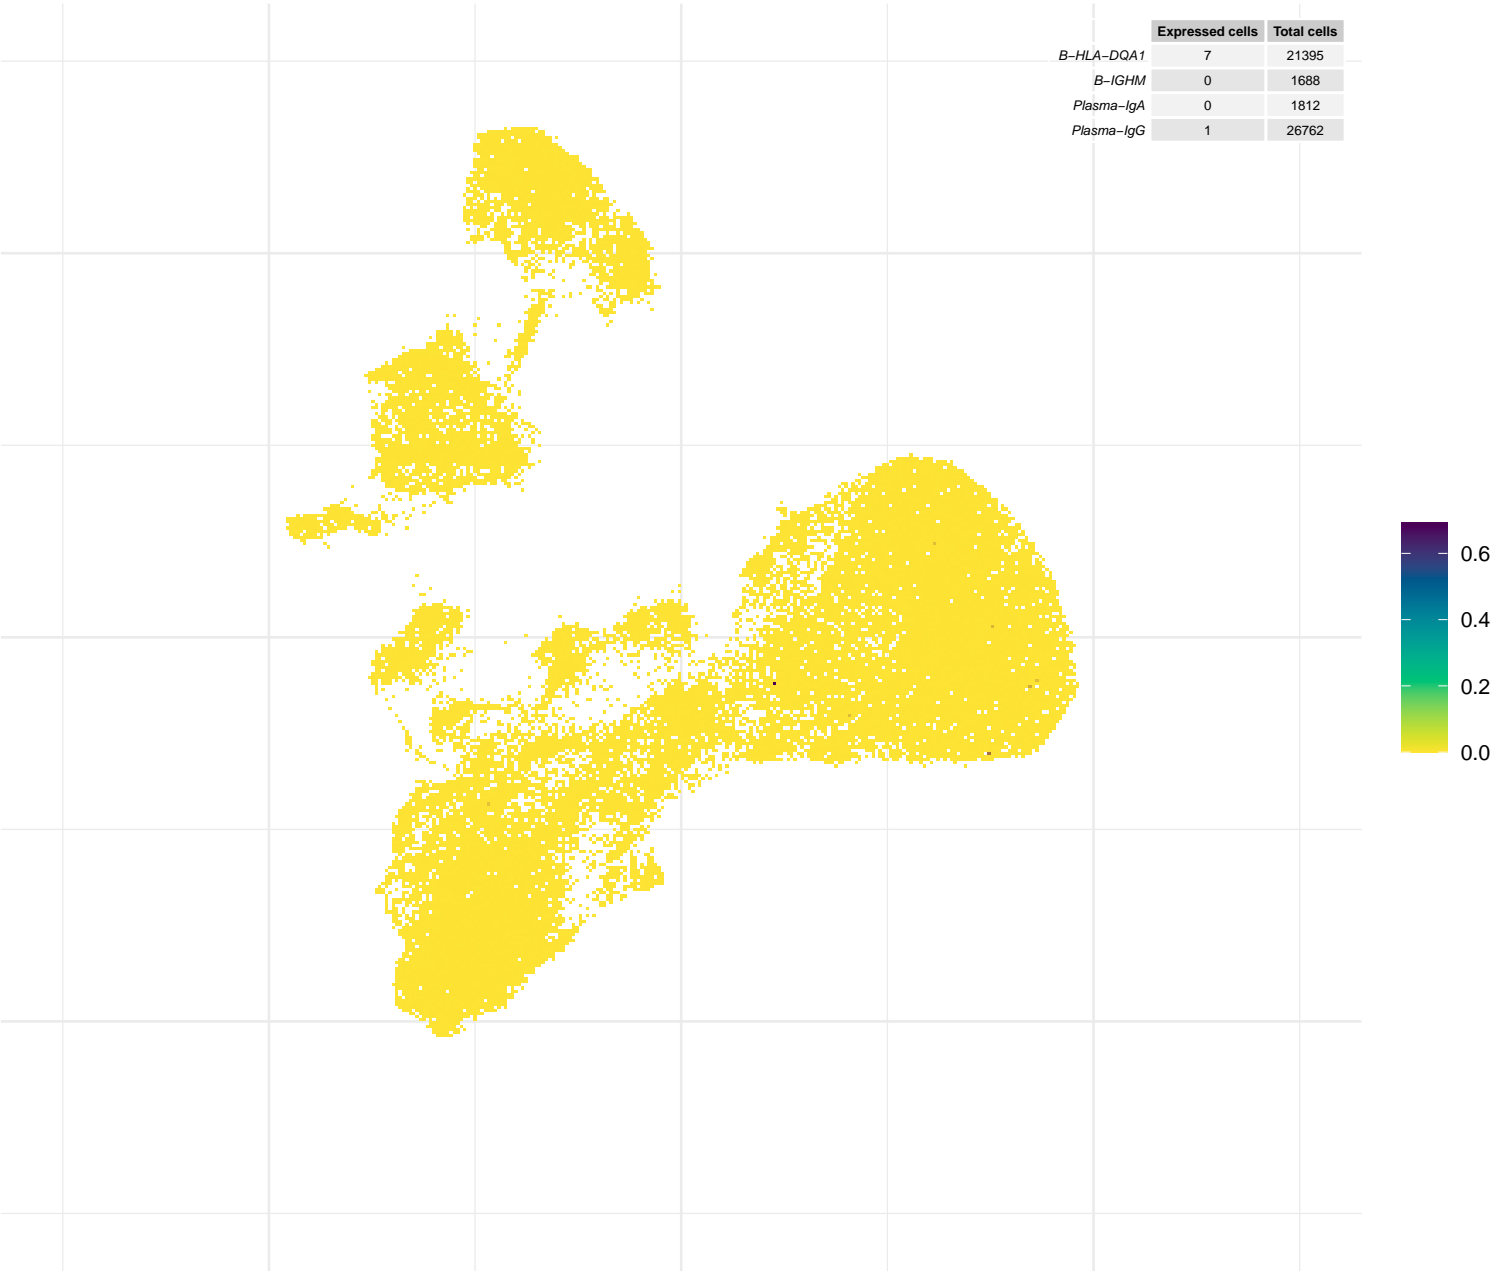 Expressed cells Total cells
B−HLA−DQA1 7 21395
B−IGHM 0 1688
Plasma−IgA 0 1812
Plasma−IgG 1 26762
0.6
0.4
0.2
0.0